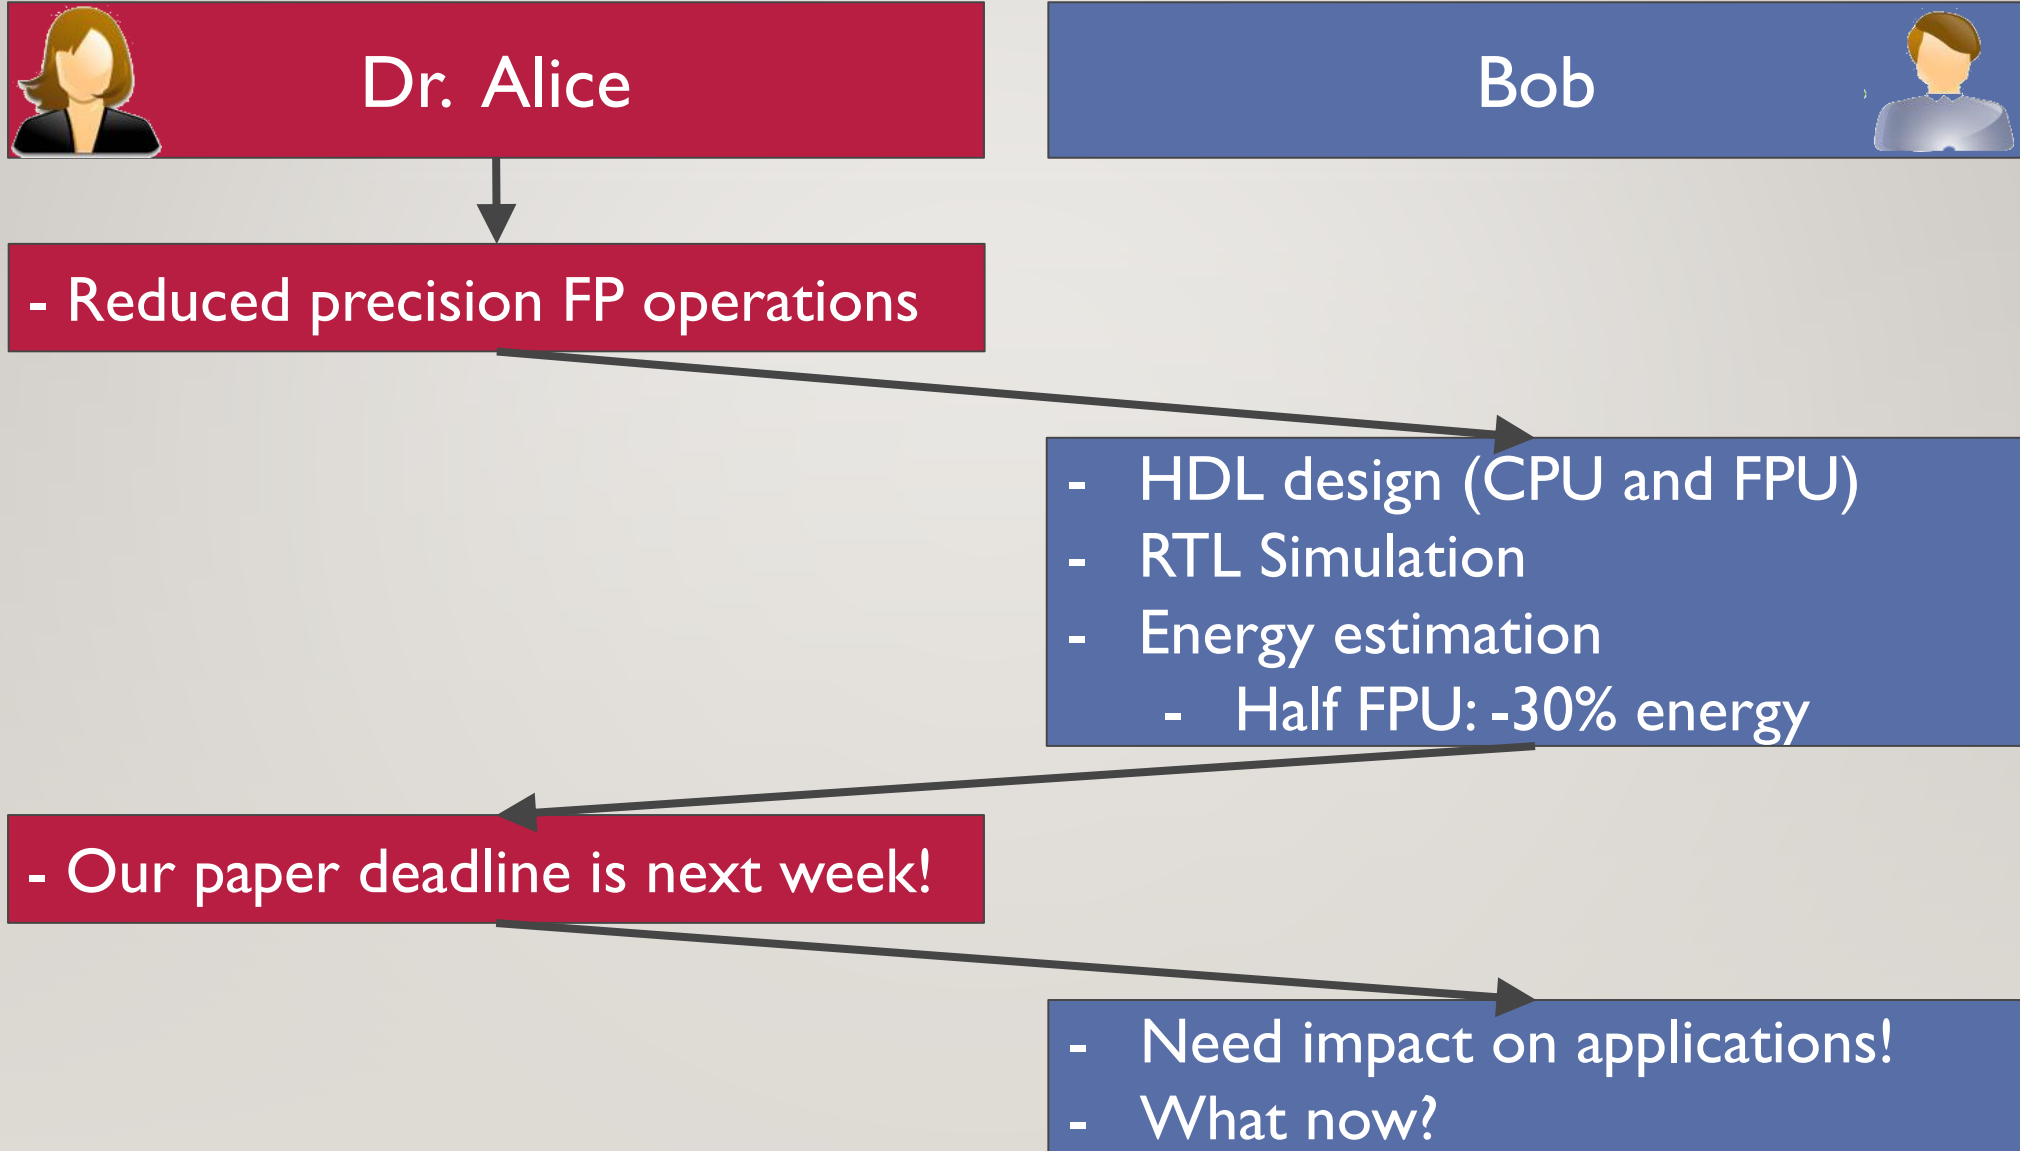 Dr. Alice
Bob
- Reduced precision FP operations
- HDL design (CPU and FPU)
- RTL Simulation
- Energy estimation
- Half FPU: -30% energy
- Our paper deadline is next week!
- Need impact on applications!
- What now?